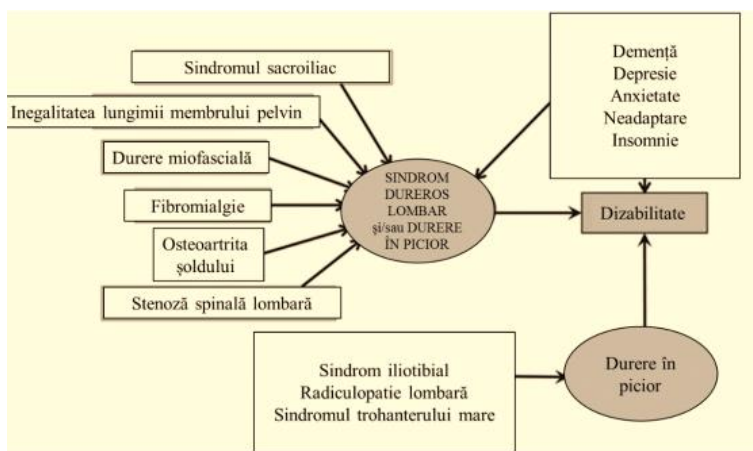 Sindromul sacroiliac
Inegalitatea lungimii membrului pelvin
Durere miofascială
Fibromialgie
Osteoartrita
șoldului
Stenoză spinală lombară
SINDROM
DUREROS
LOMBAR
și/sau DURERE
ÎN PICIOR
Demență
Depresie
Anxietate
Neadaptare
Insomnie
Dizabilitate
Sindrom iliotibial
Radiculopatie lombară
Sindromul trohanterului mare
Durere în
picior